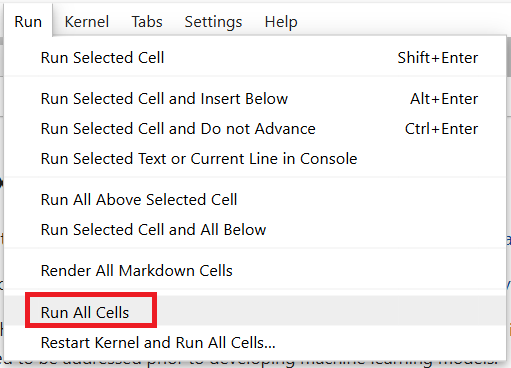 Run Kernel Tabs Settings Help
Run Selected Cell Shift+Enter
Run Selected Cell and Insert Below Alt+Enter
Run Selected Cell and Do not Advance Ctrl+Enter
Run Selected Text or Current Line in Console
Run All Above Selected Cell
Run Selected Cell and All Below
Render All Markdown Cells
Run All Cells
Restart Kernel and Run All Cells...
to be addressed prior to developing machine learning models.